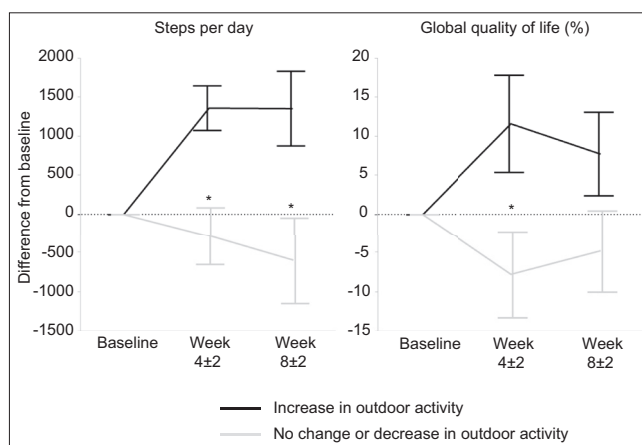 Steps per day
Global quality of life (%)
Difference from baseline
2000
1500
1000
500
0
-500
-1000
-1500
*
*
Baseline
Week
4±2
Week
8±2
20
15
10
5
0
-5
-10
-15
*
Baseline
Week
4±2
Week
8±2
Increase in outdoor activity
No change or decrease in outdoor activity